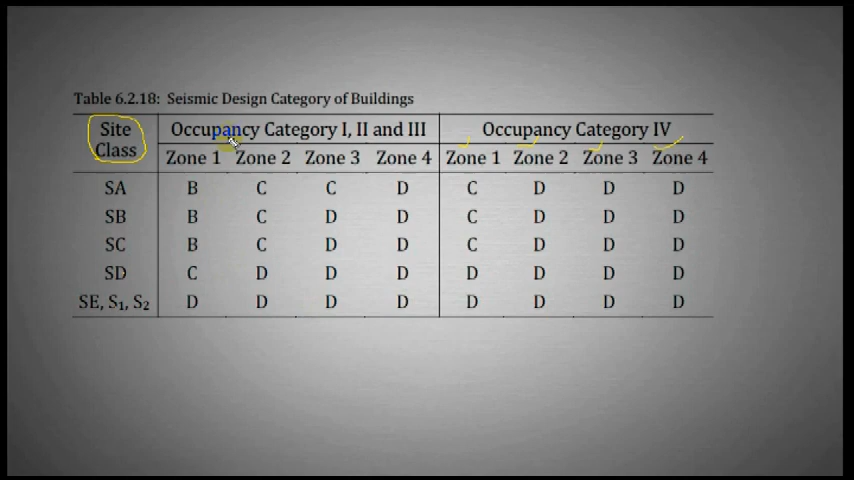 Table 6.2.18: Seismic Design Category of Buildings
Site Class Occupancy Category I, II and III Occupancy Category IV
Zone 1 Zone 2 Zone 3 Zone 4 Zone 1 Zone 2 Zone 3 Zone 4
SA B C C D C D D D
SB B C D D C D D D
SC B C D D C D D D
SD C D D D D D D D
SE, S₁, S₂ D D D D D D D D